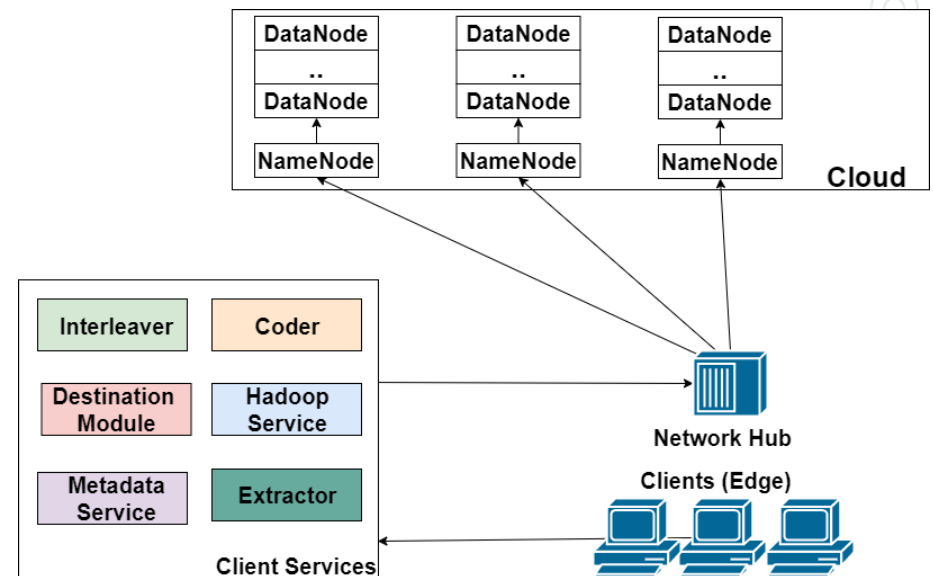 DataNode
..
DataNode
NameNode
DataNode
..
DataNode
NameNode
DataNode
..
DataNode
NameNode
Cloud
Interleaver
Coder
Destination
Module
Hadoop
Service
Metadata
Service
Extractor
Client Services
Network Hub
Clients (Edge)